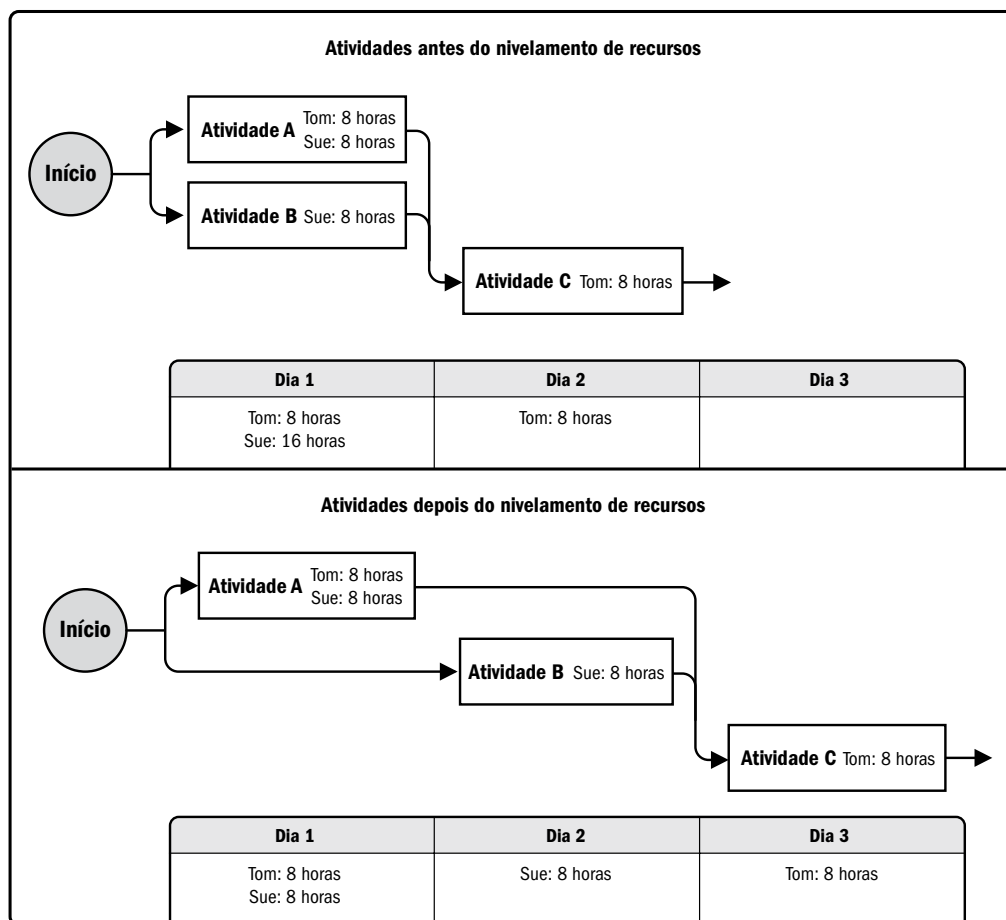 Atividades antes do nivelamento de recursos
Início
Atividade A
Tom: 8 horas
Sue: 8 horas
Atividade B Sue: 8 horas
Atividade C Tom: 8 horas
Dia 1
Dia 2
Dia 3
Tom: 8 horas
Sue: 16 horas
Tom: 8 horas
Atividades depois do nivelamento de recursos
Início
Atividade A
Tom: 8 horas
Sue: 8 horas
Atividade B Sue: 8 horas
Atividade C Tom: 8 horas
Dia 1
Dia 2
Dia 3
Tom: 8 horas
Sue: 8 horas
Sue: 8 horas
Tom: 8 horas